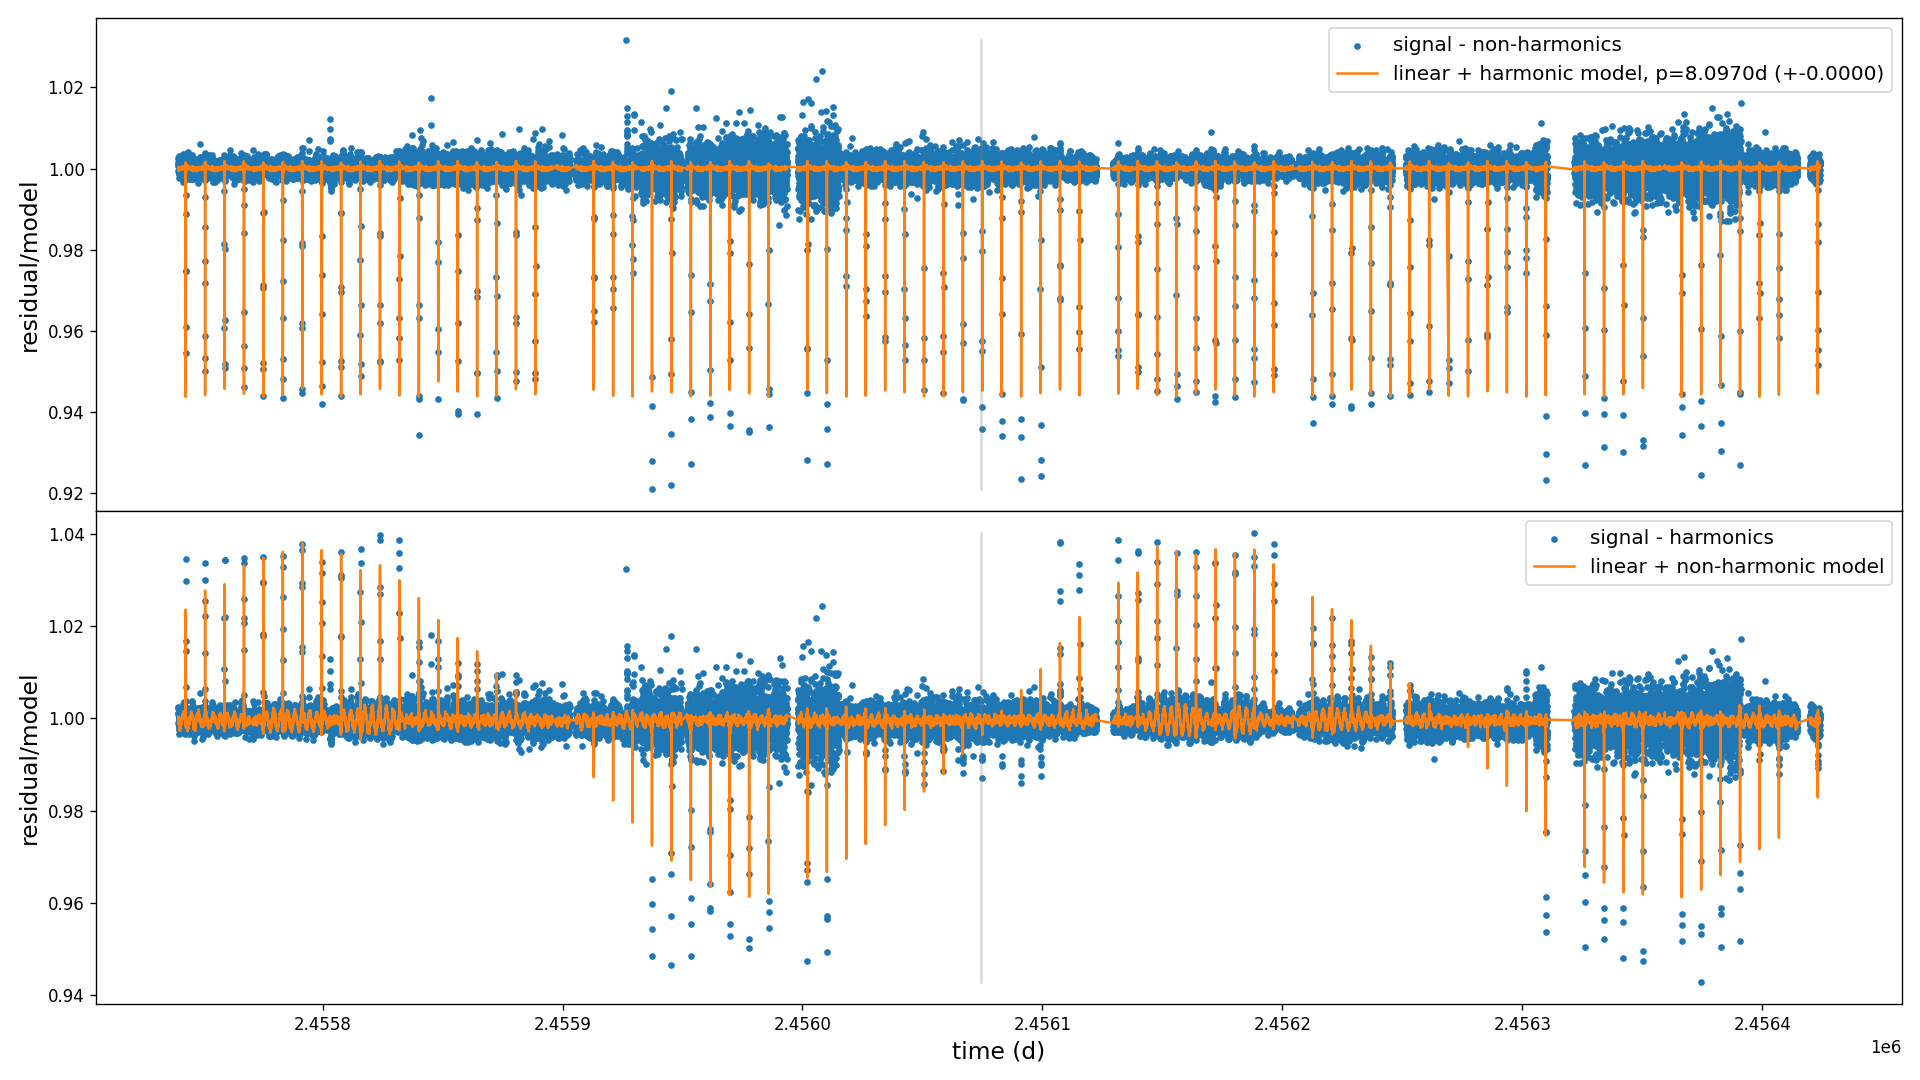 signal - non-harmonics
linear + harmonic model, p=8.0970d (+-0.0000)
residual/model
1.02
1.00
0.98
0.96
0.94
0.92
signal - harmonics
linear + non-harmonic model
residual/model
1.04
1.02
1.00
0.98
0.96
0.94
2.4558
2.4559
2.4560
2.4561
2.4562
2.4563
2.4564
time (d)
1e6